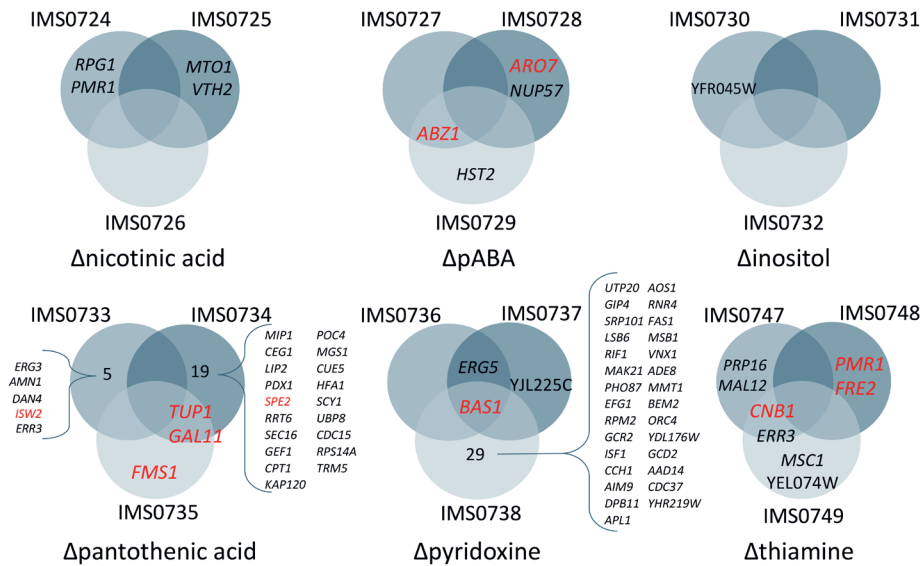 IMS0724 IMS0725
RPG1
PMR1
MTO1
VTH2
IMS0726
Δnicotinic acid
IMS0727 IMS0728
ARO7
NUP57
ABZ1
HST2
IMS0729
ΔpABA
IMS0730 IMS0731
YFR045W
IMS0732
Δinositol
IMS0733 IMS0734
ERG3
AMN1
DAN4
ISW2
ERR3
5
19
TUP1
GAL11
FMS1
MIP1 POC4
CEG1 MGS1
LIP2 CUE5
PDX1 HFA1
SPE2 SCY1
RRT6 UBP8
SEC16 CDC15
GEF1 RPS14A
CPT1 TRM5
KAP120
IMS0735
Δpantothenic acid
IMS0736 IMS0737
ERG5
YJL225C
BAS1
29
UTP20 AOS1
GIP4 RNR4
SRP101 FAS1
LSB6 MSB1
RIF1 VNX1
MAK21 ADE8
PHO87 MMT1
EFG1 BEM2
RPM2 ORC4
GCR2 YDL176W
ISF1 GCD2
CCH1 AAD14
AIM9 CDC37
DPB11 YHR219W
APL1
IMS0738
Δpyridoxine
IMS0747 IMS0748
PRP16
MAL12
PMR1
FRE2
CNB1
ERR3
MSC1
YEL074W
IMS0749
Δthiamine